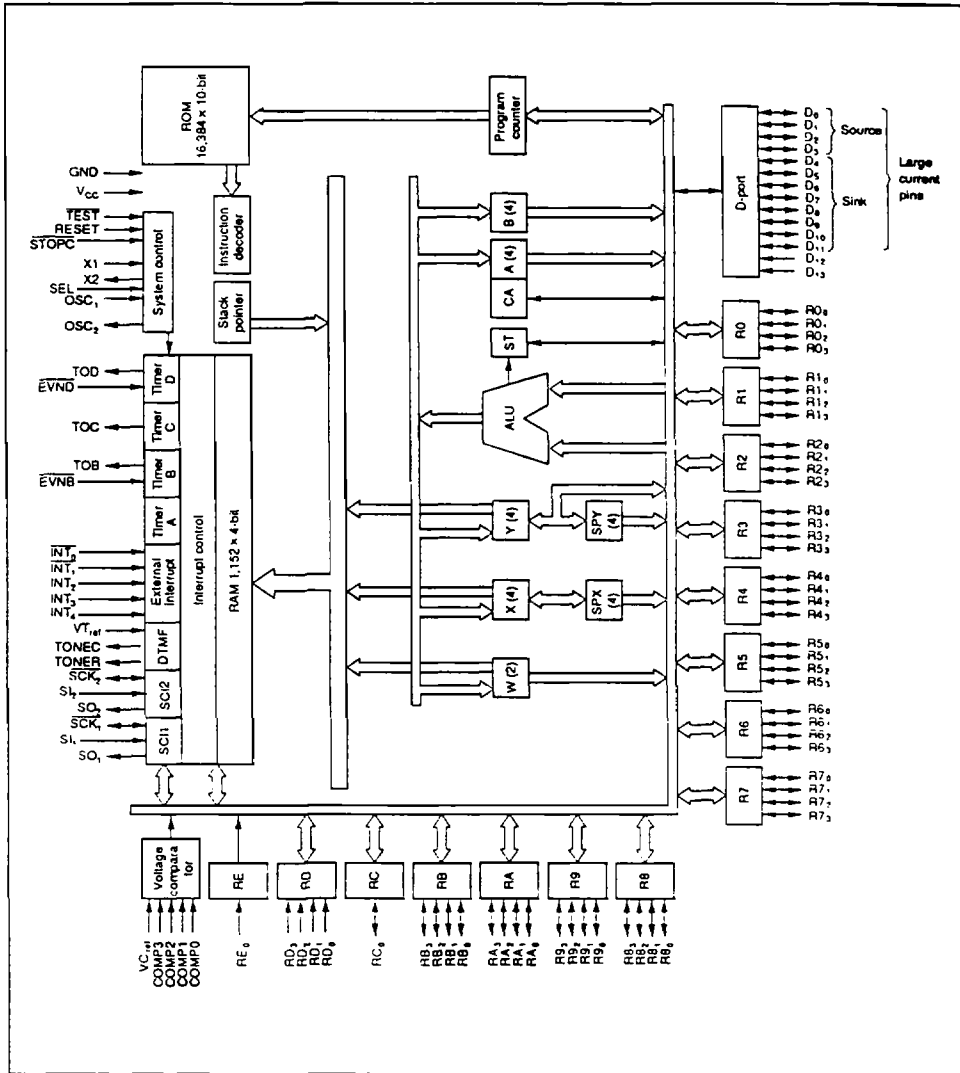 GND
V_CC
TEST
RESET
STOPC
X1
X2
SEL
OSC₁
OSC₂
TOD
EVND
TOC
TOB
EVNB
INT₀
INT₁
INT₂
INT₃
INT₄
VT_ref
TONEC
TONER
SCK₂
SI₂
SO₂
SCK₁
SI₁
SO₁
System control
Timer D
Timer C
Timer B
Timer A
External Interrupt
DTMF
SCI2
SCI1
Interrupt control
RAM 1,152 × 4-bit
ROM
16,384 × 10-bit
Instruction decoder
Stack pointer
Program counter
B (4)
A (4)
CA
ST
ALU
Y (4)
SPY (4)
X (4)
SPX (4)
W (2)
D-port
D₀
D₁
D₂
D₃
D₄
D₅
D₆
D₇
D₈
D₉
D₁₀
D₁₁
D₁₂
D₁₃
Source
Sink
Large current pins
R0
R0₀
R0₁
R0₂
R0₃
R1
R1₀
R1₁
R1₂
R1₃
R2
R2₀
R2₁
R2₂
R2₃
R3
R3₀
R3₁
R3₂
R3₃
R4
R4₀
R4₁
R4₂
R4₃
R5
R5₀
R5₁
R5₂
R5₃
R6
R6₀
R6₁
R6₂
R6₃
R7
R7₀
R7₁
R7₂
R7₃
Voltage comparator
RE
RD
RC
RB
RA
R9
R8
VC_ref
COMP3
COMP2
COMP1
COMP0
RE₀
RD₃
RD₂
RD₁
RD₀
RC₀
RB₃
RB₂
RB₁
RB₀
RA₃
RA₂
RA₁
RA₀
R9₃
R9₂
R9₁
R9₀
R8₃
R8₂
R8₁
R8₀